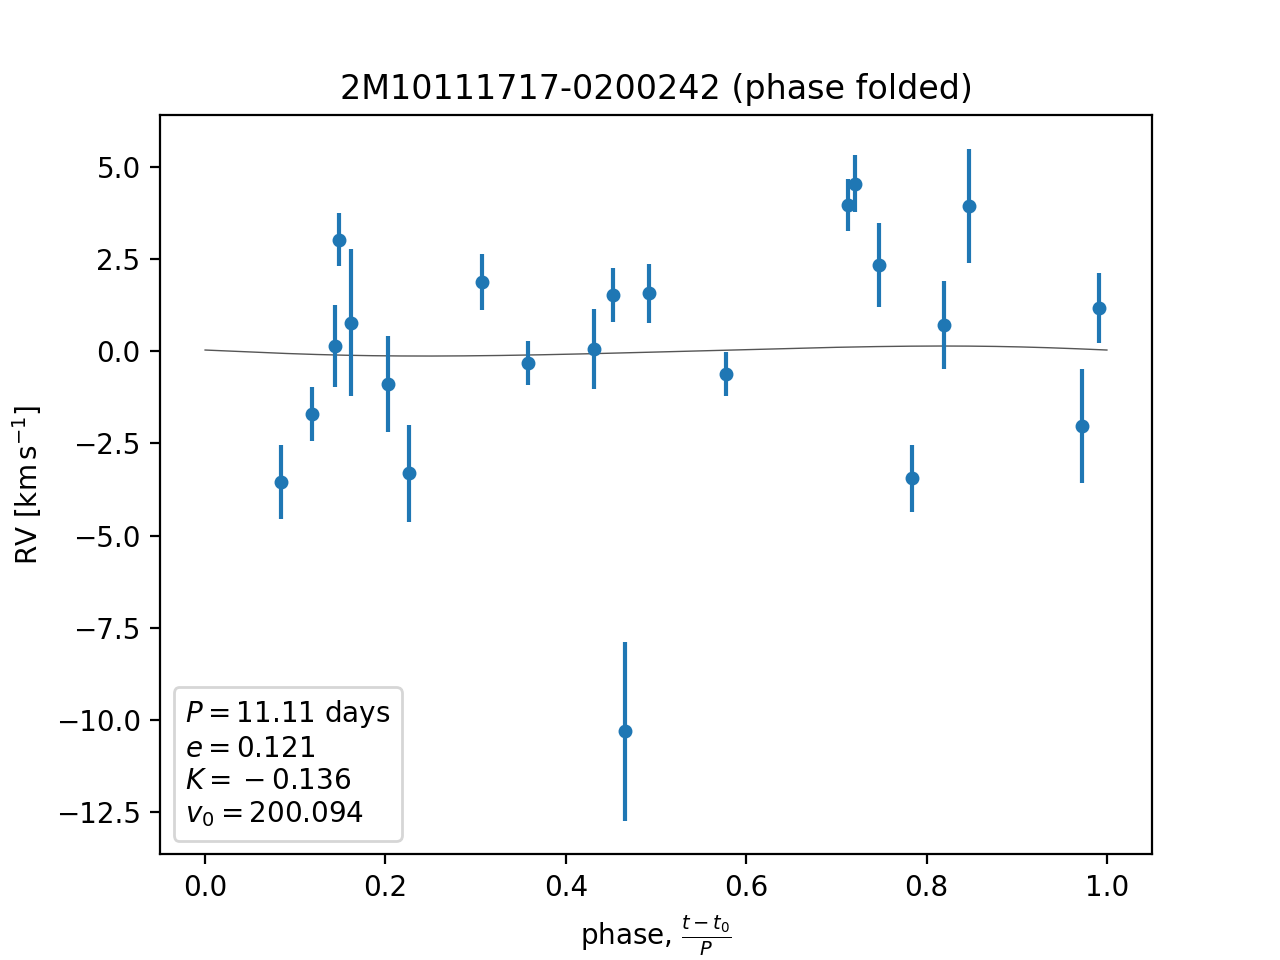 2M10111717-0200242 (phase folded)
5.0
2.5
0.0
−2.5
−5.0
−7.5
−10.0
−12.5
RV [km s⁻¹]
P = 11.11 days
e = 0.121
K = −0.136
v₀ = 200.094
0.0 0.2 0.4 0.6 0.8 1.0
phase, (t − t₀)/P